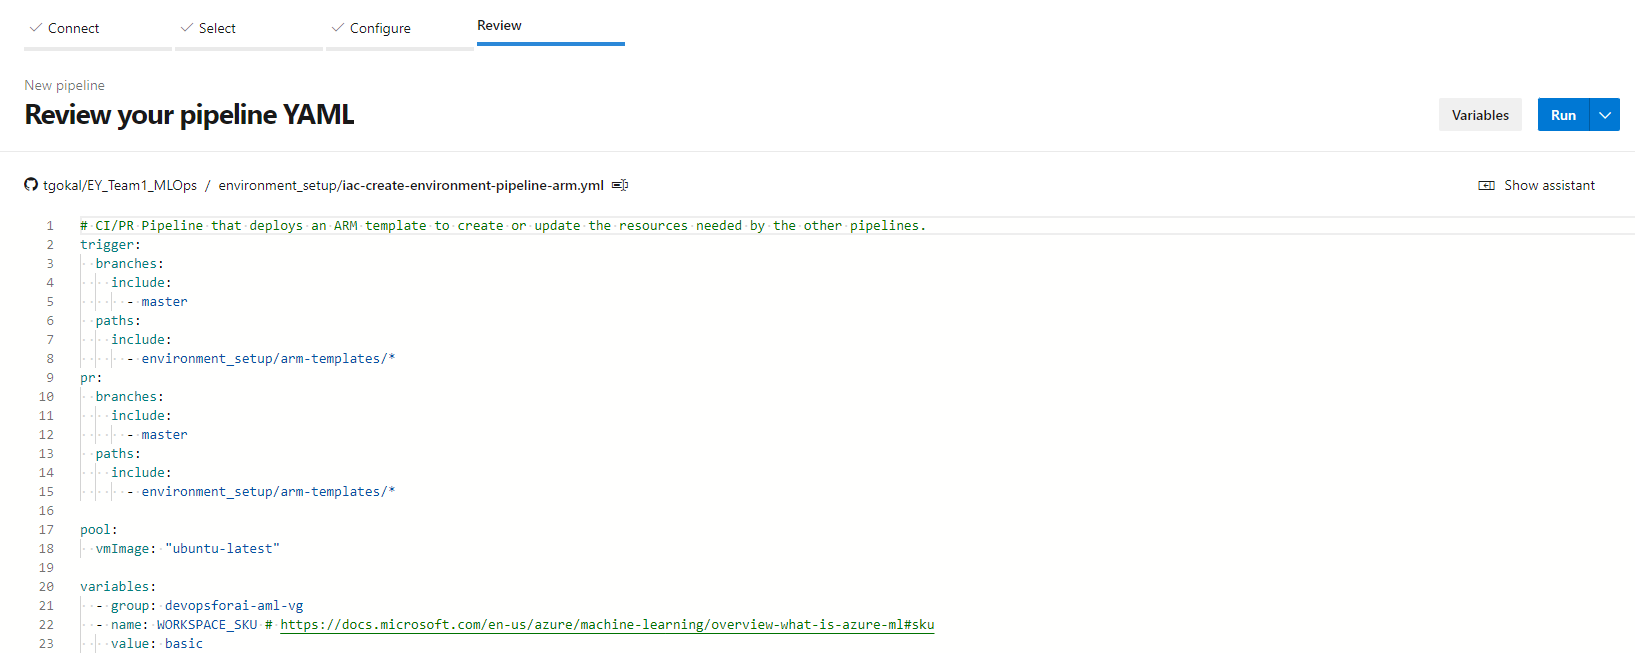 Connect Select Configure Review
New pipeline
Review your pipeline YAML
Variables Run
tgokal/EY_Team1_MLOps / environment_setup/iac-create-environment-pipeline-arm.yml Show assistant
1 # CI/PR Pipeline that deploys an ARM template to create or update the resources needed by the other pipelines.
2 trigger:
3 branches:
4 include:
5 - master
6 paths:
7 include:
8 - environment_setup/arm-templates/*
9 pr:
10 branches:
11 include:
12 - master
13 paths:
14 include:
15 - environment_setup/arm-templates/*
16
17 pool:
18 vmImage: "ubuntu-latest"
19
20 variables:
21 - group: devopsforai-aml-vg
22 - name: WORKSPACE_SKU # https://docs.microsoft.com/en-us/azure/machine-learning/overview-what-is-azure-ml#sku
23 value: basic